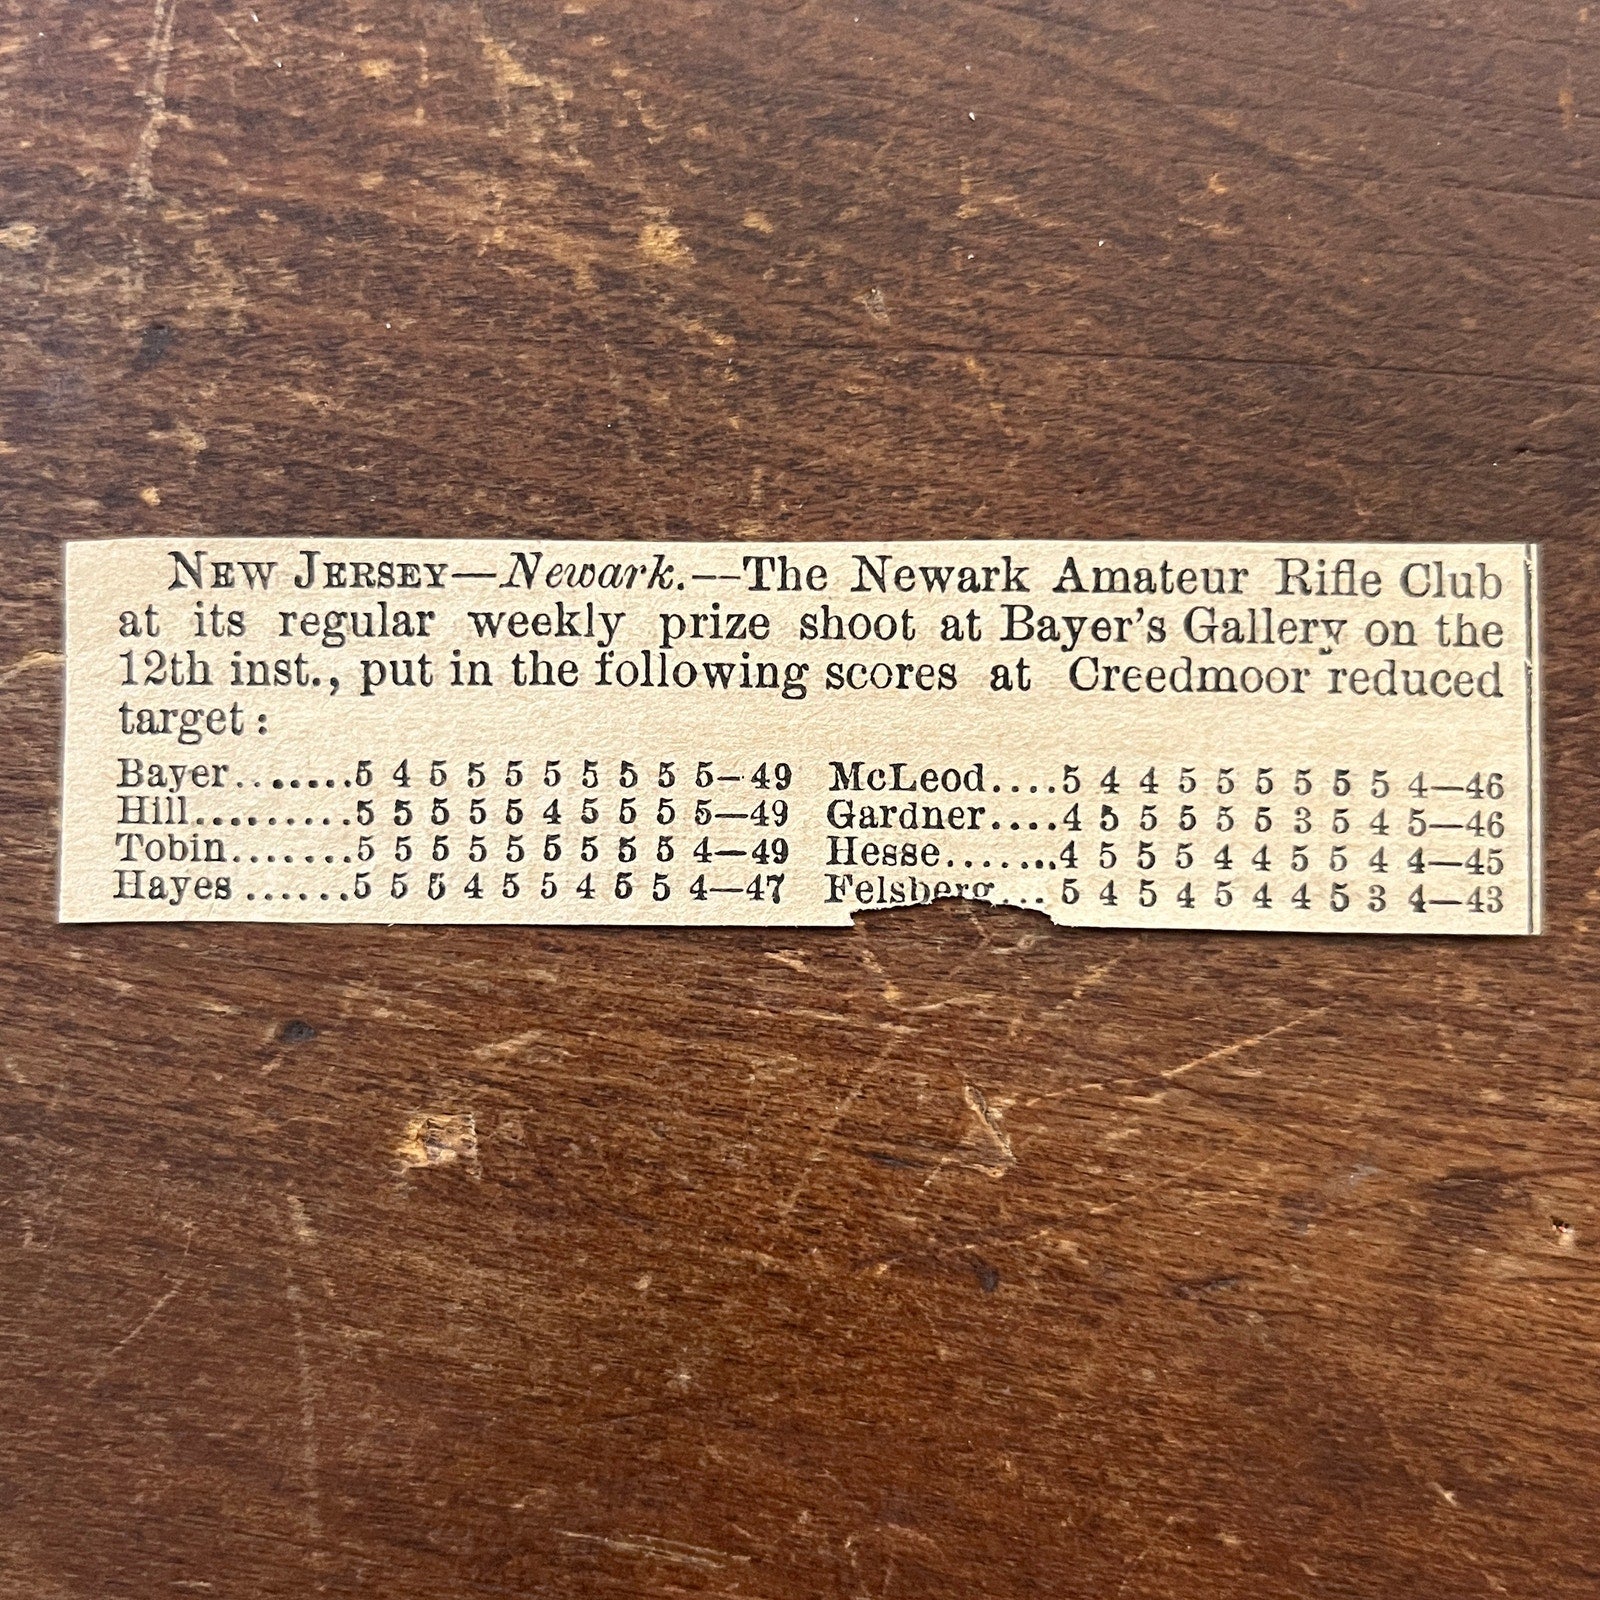 NEW JERSEY—Newark.—The Newark Amateur Rifle Club
at its regular weekly prize shoot at Bayer's Gallery on the
12th inst., put in the following scores at Creedmoor reduced
target:
Bayer........5 4 5 5 5 5 5 5 5 5—49 McLeod....5 4 4 5 5 5 5 5 5 4—46
Hill.........5 5 5 5 5 4 5 5 5 5—49 Gardner....4 5 5 5 5 5 3 5 4 5—46
Tobin.......5 5 5 5 5 5 5 5 5 4—49 Hesse.......4 5 5 5 4 4 5 5 4 4—45
Hayes ......5 5 5 4 5 5 4 5 5 4—47 Felsberg... 5 4 5 4 5 4 4 5 3 4—43